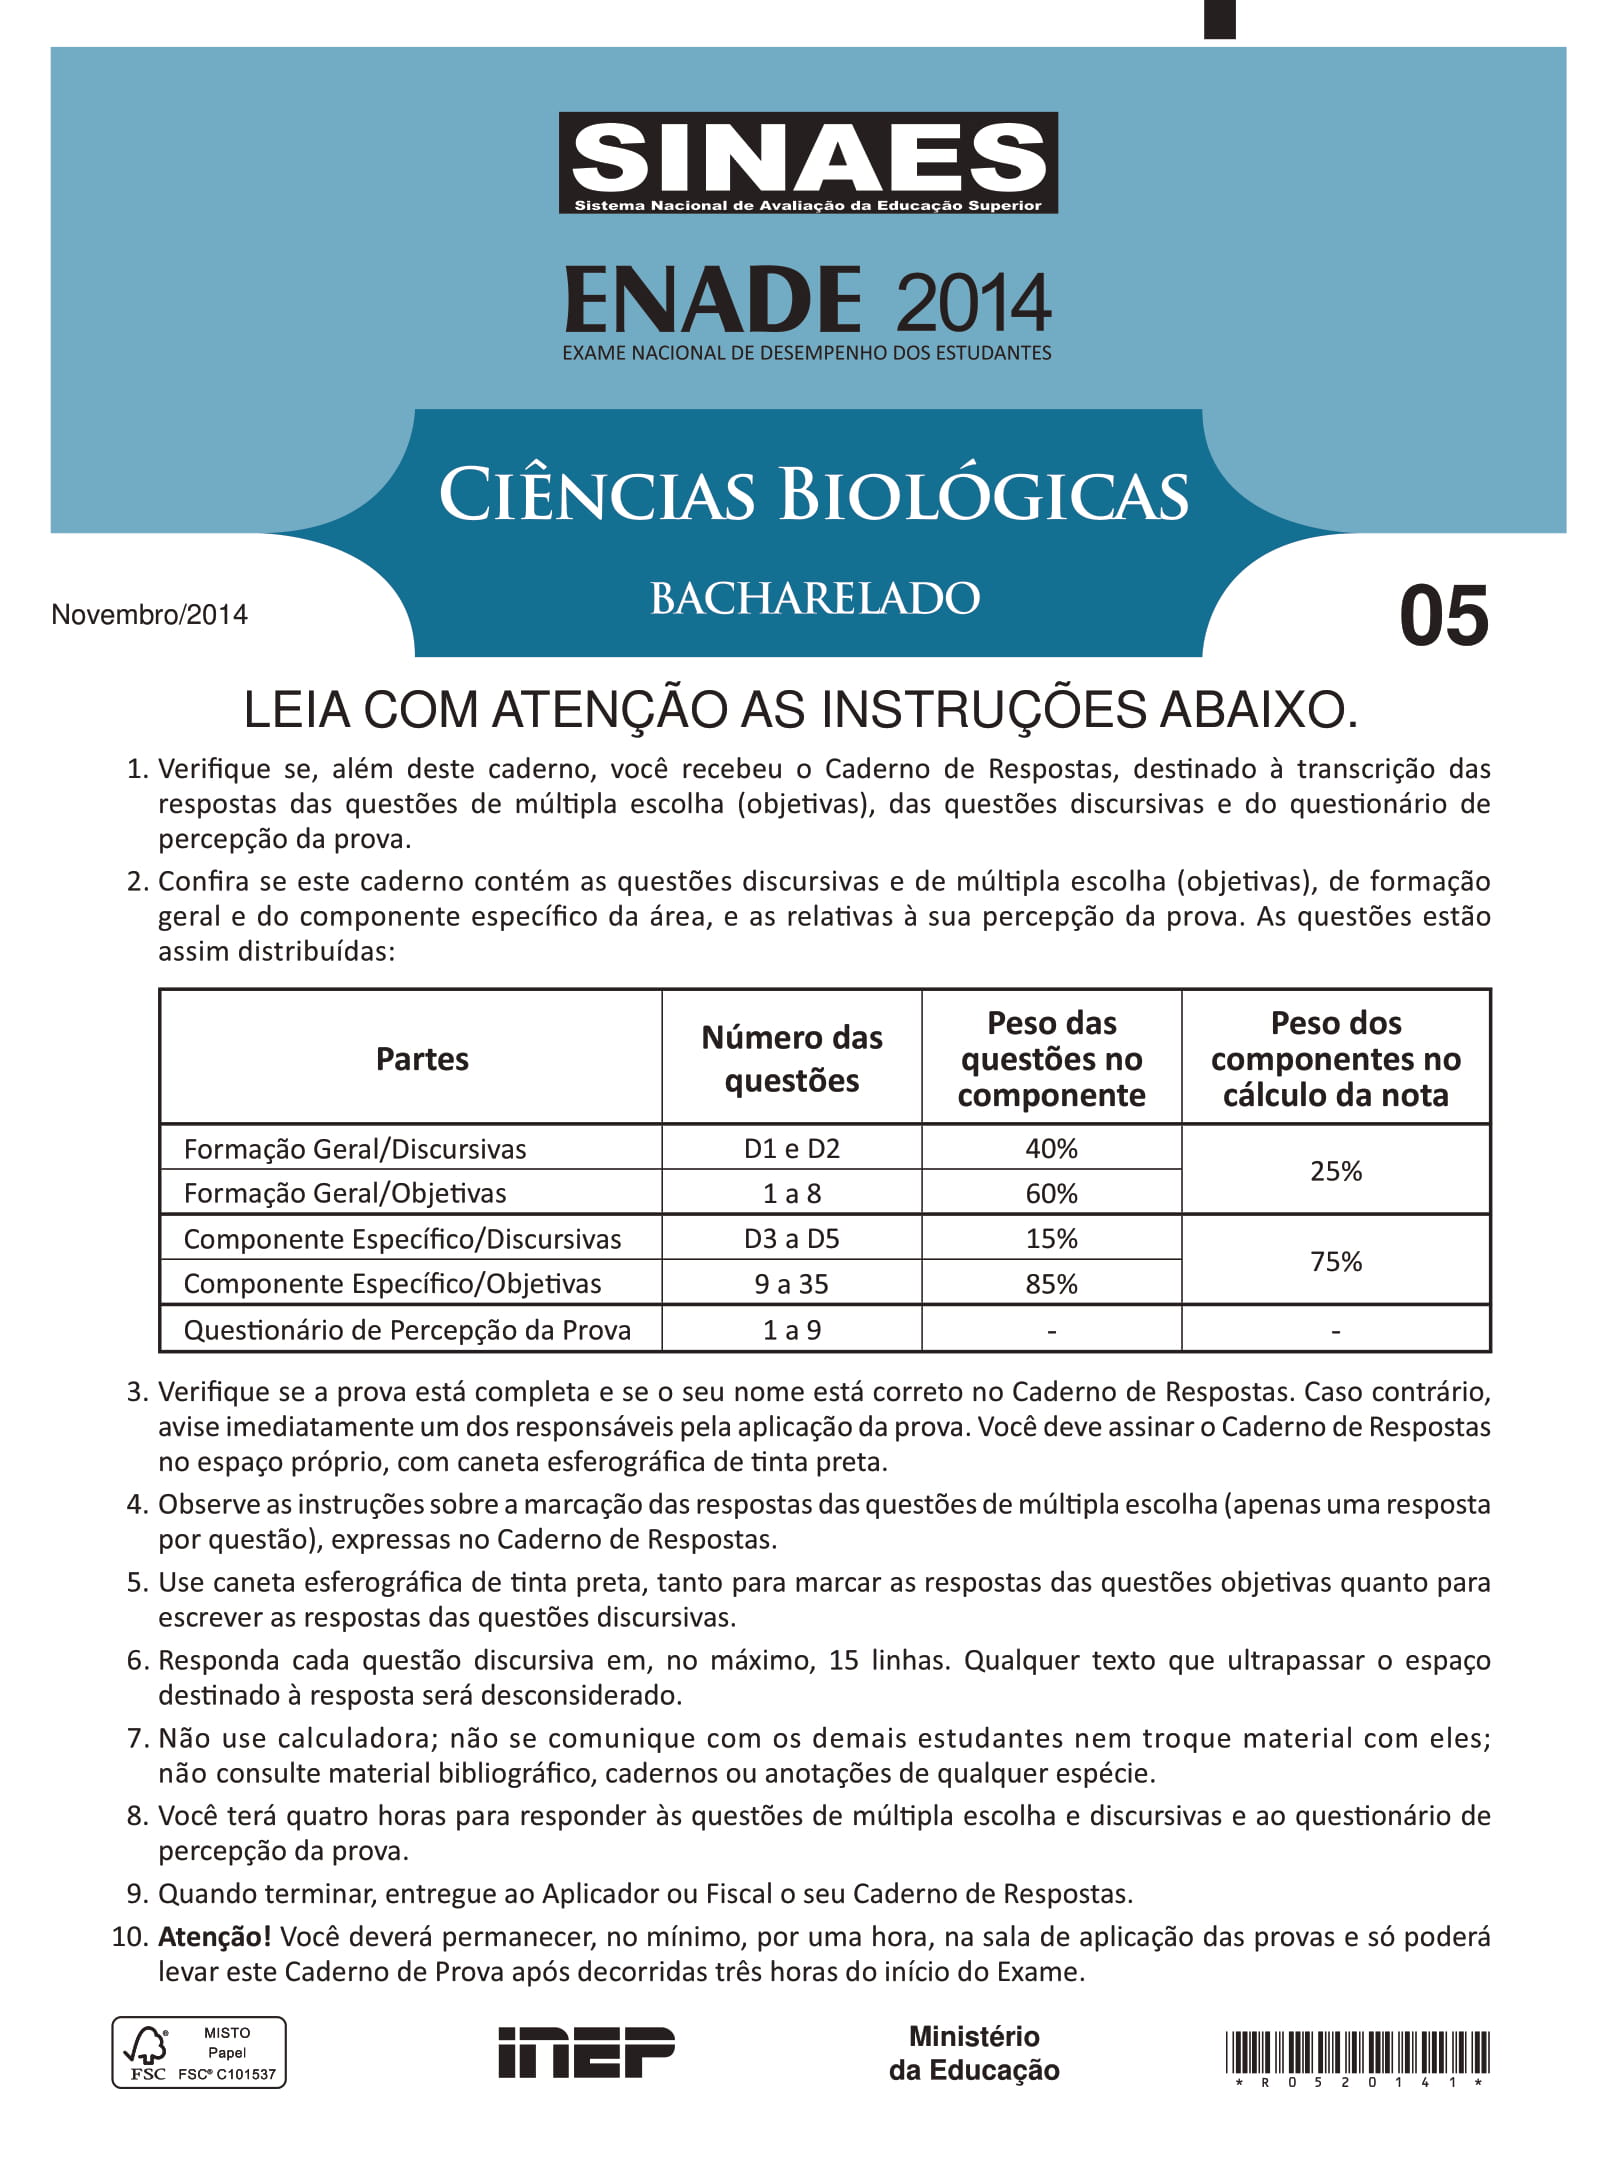 SINAES
Sistema Nacional de Avaliação da Educação Superior
ENADE 2014
EXAME NACIONAL DE DESEMPENHO DOS ESTUDANTES
CIÊNCIAS BIOLÓGICAS
BACHARELADO
Novembro/2014
05
LEIA COM ATENÇÃO AS INSTRUÇÕES ABAIXO.
1. Verifique se, além deste caderno, você recebeu o Caderno de Respostas, destinado à transcrição das
respostas das questões de múltipla escolha (objetivas), das questões discursivas e do questionário de
percepção da prova.
2. Confira se este caderno contém as questões discursivas e de múltipla escolha (objetivas), de formação
geral e do componente específico da área, e as relativas à sua percepção da prova. As questões estão
assim distribuídas:
Partes
Número das
questões
Peso das
questões no
componente
Peso dos
componentes no
cálculo da nota
Formação Geral/Discursivas D1 e D2 40%
25%
Formação Geral/Objetivas 1 a 8 60%
Componente Específico/Discursivas D3 a D5 15%
75%
Componente Específico/Objetivas 9 a 35 85%
Questionário de Percepção da Prova 1 a 9 - -
3. Verifique se a prova está completa e se o seu nome está correto no Caderno de Respostas. Caso contrário,
avise imediatamente um dos responsáveis pela aplicação da prova. Você deve assinar o Caderno de Respostas
no espaço próprio, com caneta esferográfica de tinta preta.
4. Observe as instruções sobre a marcação das respostas das questões de múltipla escolha (apenas uma resposta
por questão), expressas no Caderno de Respostas.
5. Use caneta esferográfica de tinta preta, tanto para marcar as respostas das questões objetivas quanto para
escrever as respostas das questões discursivas.
6. Responda cada questão discursiva em, no máximo, 15 linhas. Qualquer texto que ultrapassar o espaço
destinado à resposta será desconsiderado.
7. Não use calculadora; não se comunique com os demais estudantes nem troque material com eles;
não consulte material bibliográfico, cadernos ou anotações de qualquer espécie.
8. Você terá quatro horas para responder às questões de múltipla escolha e discursivas e ao questionário de
percepção da prova.
9. Quando terminar, entregue ao Aplicador ou Fiscal o seu Caderno de Respostas.
10. Atenção! Você deverá permanecer, no mínimo, por uma hora, na sala de aplicação das provas e só poderá
levar este Caderno de Prova após decorridas três horas do início do Exame.
FSC
MISTO
Papel
FSC® C101537
INEP
Ministério
da Educação
* R 0 5 2 0 1 4 1 *